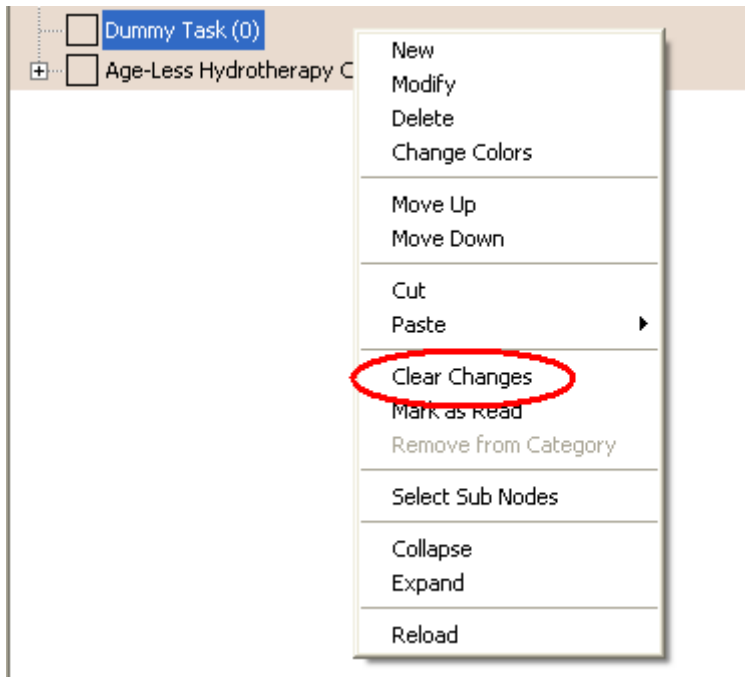 Dummy Task (0)
Age-Less Hydrotherapy C
New
Modify
Delete
Change Colors
Move Up
Move Down
Cut
Paste
Clear Changes
Mark as Read
Remove from Category
Select Sub Nodes
Collapse
Expand
Reload